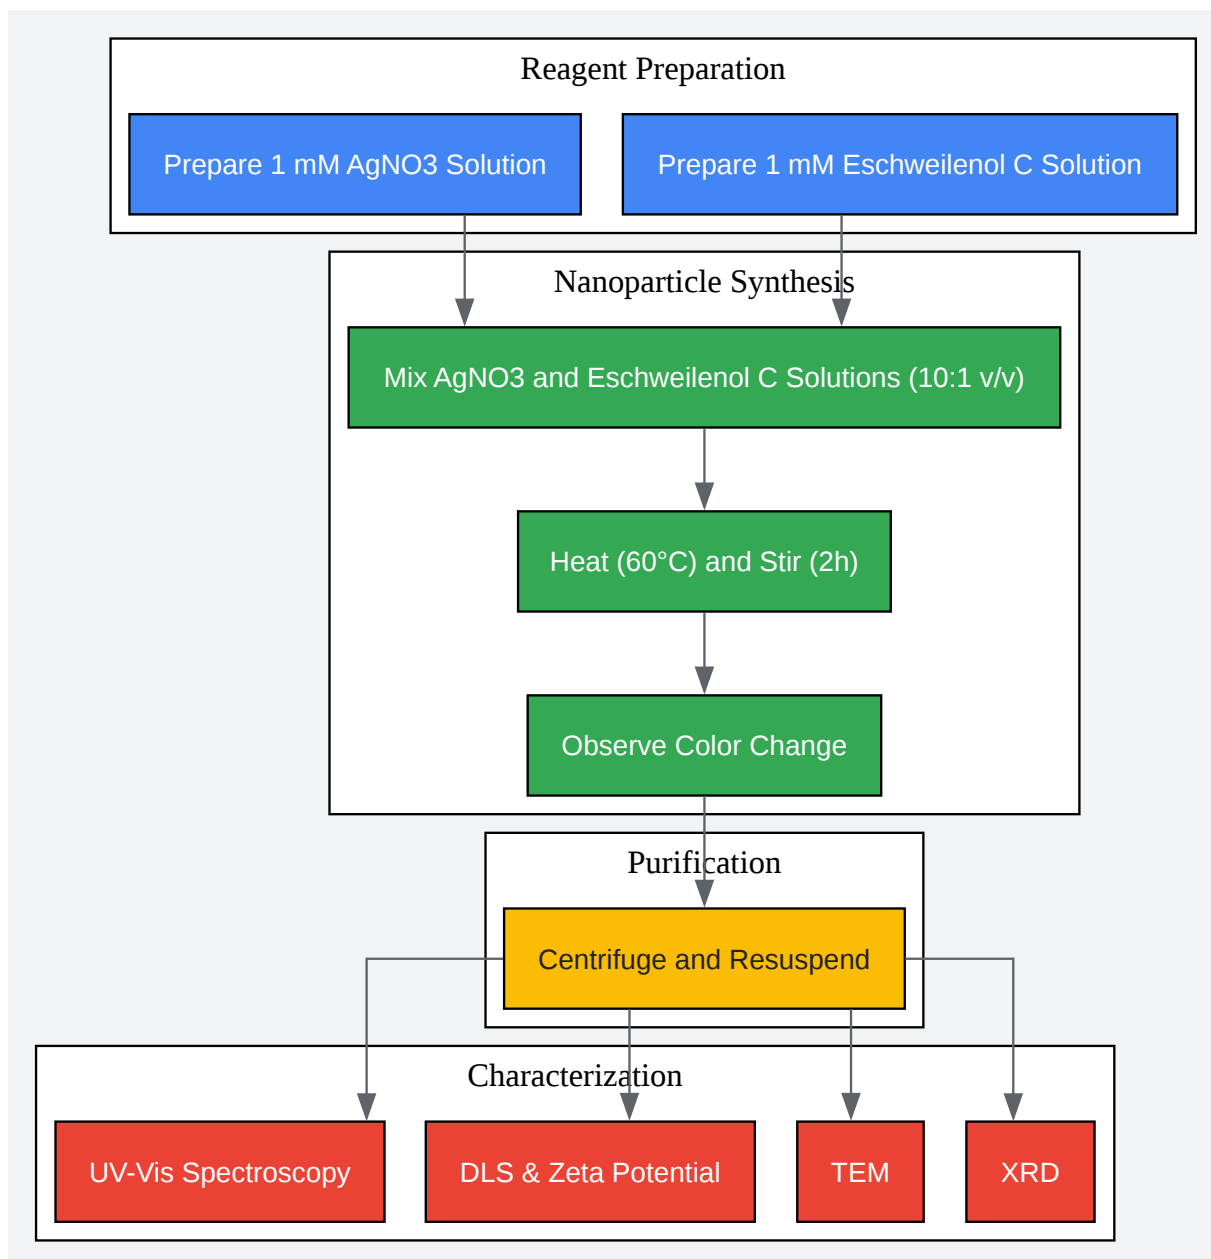 Reagent Preparation
Prepare 1 mM AgNO3 Solution
Prepare 1 mM Eschweilenol C Solution
Nanoparticle Synthesis
Mix AgNO3 and Eschweilenol C Solutions (10:1 v/v)
Heat (60°C) and Stir (2h)
Observe Color Change
Purification
Centrifuge and Resuspend
Characterization
UV-Vis Spectroscopy
DLS & Zeta Potential
TEM
XRD